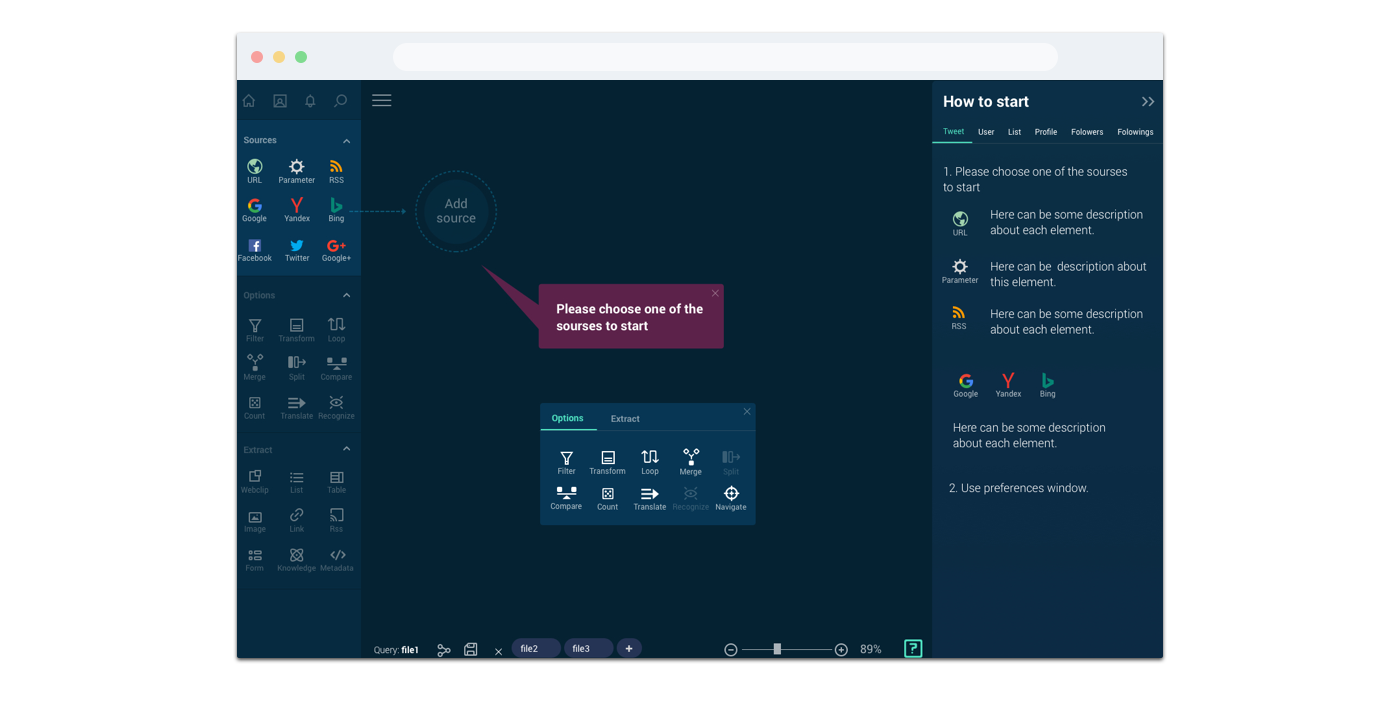 Sources
URL Parameter RSS
Google Yandex Bing
Facebook Twitter Google+
Options
Filter Transform Loop
Merge Split Compare
Count Translate Recognize
Extract
Webclip List Table
Image Link Rss
Form Knowledge Metadata
Add
source
Please choose one of the
sourses to start
Options Extract
Filter Transform Loop Merge Split
Compare Count Translate Recognize Navigate
Query: file1 file2 file3 + 89% ?
How to start
Tweet User List Profile Folowers Folowings
1. Please choose one of the sourses
to start
URL
Here can be some description
about each element.
Parameter
Here can be description about
this element.
RSS
Here can be some description
about each element.
Google Yandex Bing
Here can be some description
about each element.
2. Use preferences window.